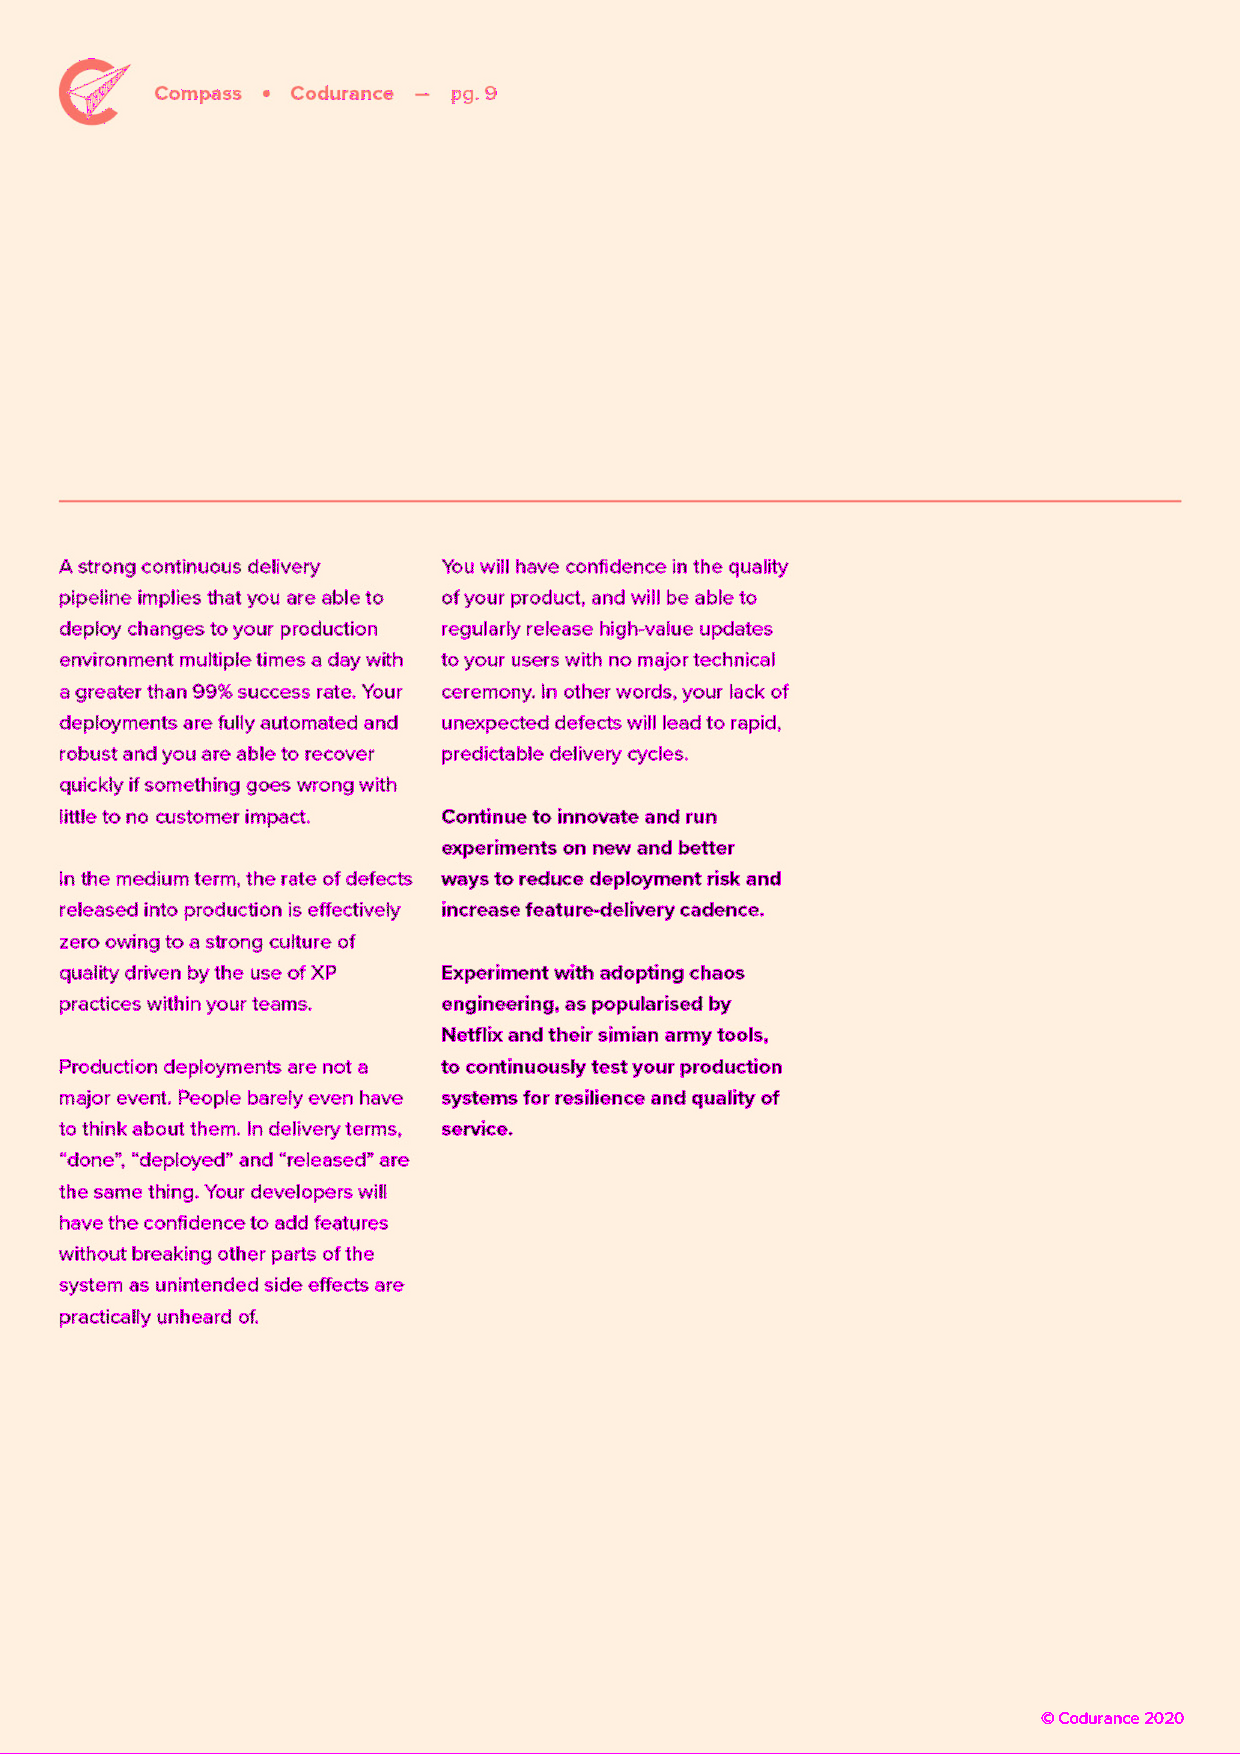 Compass • Codurance — pg. 9
A strong continuous delivery
pipeline implies that you are able to
deploy changes to your production
environment multiple times a day with
a greater than 99% success rate. Your
deployments are fully automated and
robust and you are able to recover
quickly if something goes wrong with
little to no customer impact.
In the medium term, the rate of defects
released into production is effectively
zero owing to a strong culture of
quality driven by the use of XP
practices within your teams.
Production deployments are not a
major event. People barely even have
to think about them. In delivery terms,
“done”, “deployed” and “released” are
the same thing. Your developers will
have the confidence to add features
without breaking other parts of the
system as unintended side effects are
practically unheard of.
You will have confidence in the quality
of your product, and will be able to
regularly release high-value updates
to your users with no major technical
ceremony. In other words, your lack of
unexpected defects will lead to rapid,
predictable delivery cycles.
Continue to innovate and run
experiments on new and better
ways to reduce deployment risk and
increase feature-delivery cadence.
Experiment with adopting chaos
engineering, as popularised by
Netflix and their simian army tools,
to continuously test your production
systems for resilience and quality of
service.
© Codurance 2020